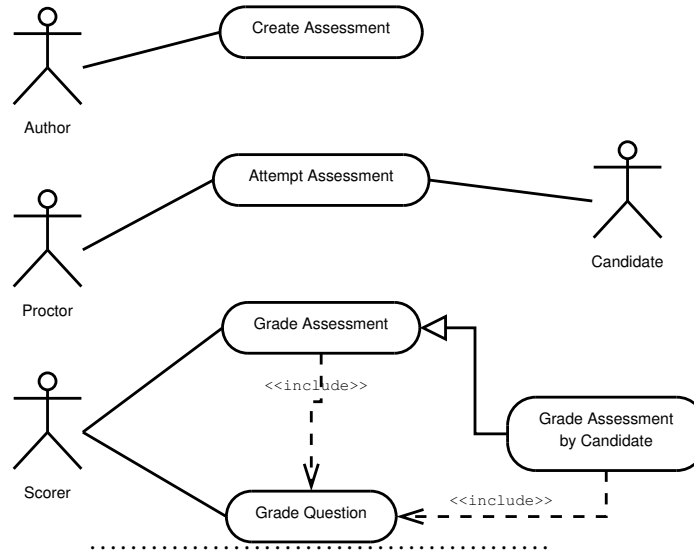 Create Assessment
Author
Attempt Assessment
Candidate
Proctor
Grade Assessment
<<include>>
Grade Assessment
by Candidate
Scorer
<<include>>
Grade Question